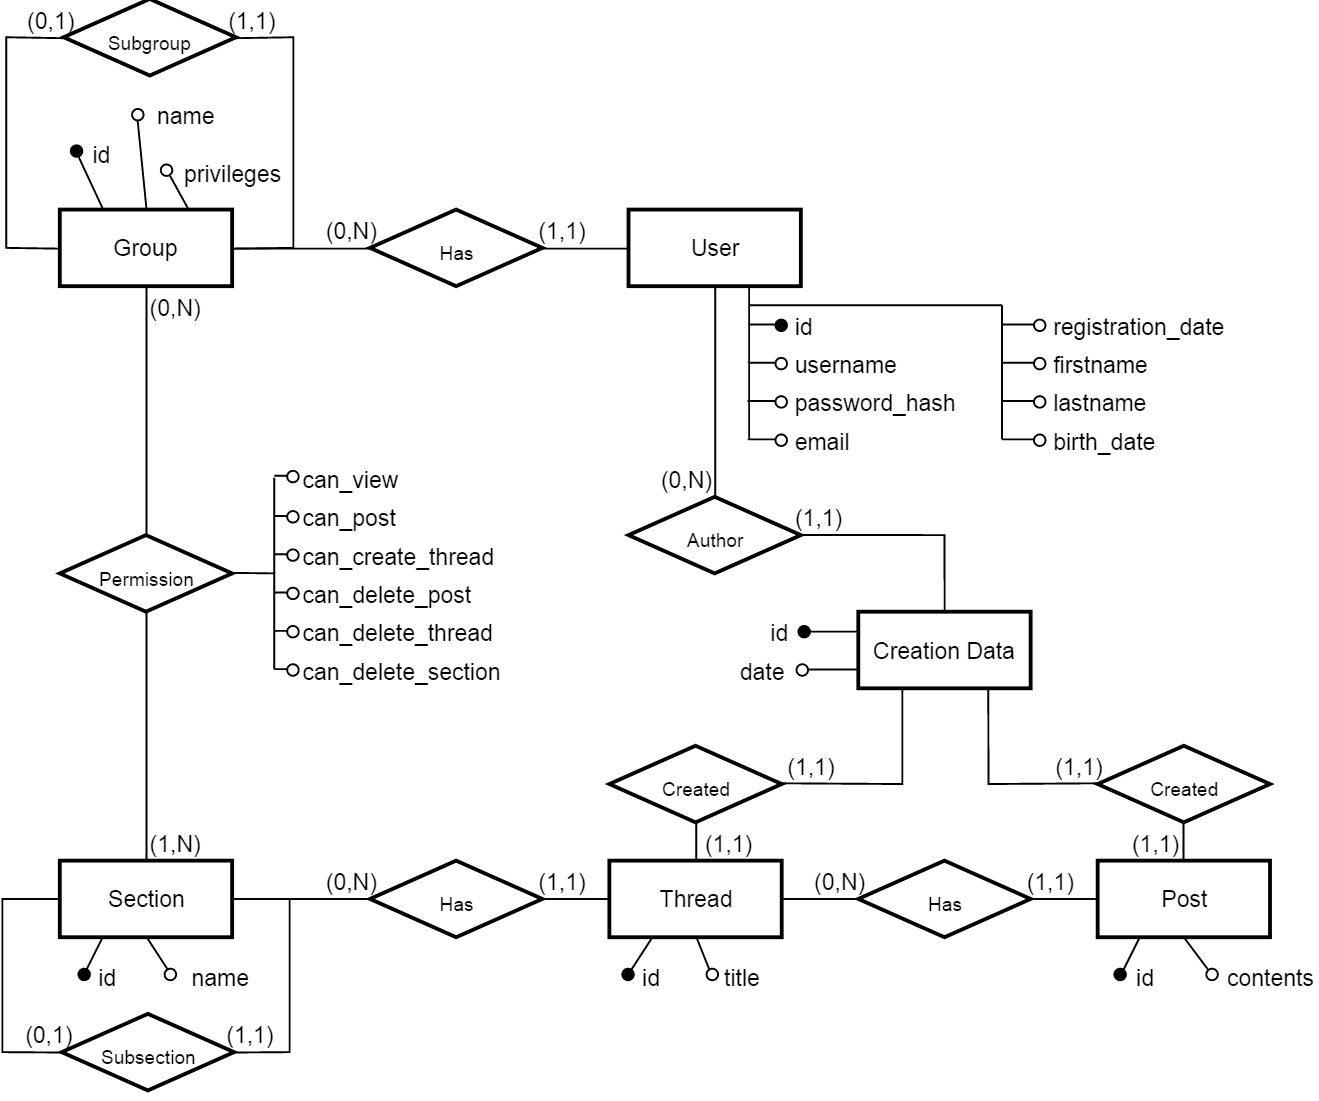 (0,1)
(1,1)
Subgroup
name
id
privileges
Group
(0,N)
Has
(1,1)
User
(0,N)
id
username
password_hash
email
registration_date
firstname
lastname
birth_date
(0,N)
Author
(1,1)
can_view
can_post
can_create_thread
can_delete_post
can_delete_thread
can_delete_section
Permission
id
date
Creation Data
Created
(1,1)
(1,1)
Created
(1,N)
(1,1)
(1,1)
Section
(0,N)
Has
(1,1)
Thread
(0,N)
Has
(1,1)
Post
id
name
id
title
id
contents
(0,1)
Subsection
(1,1)